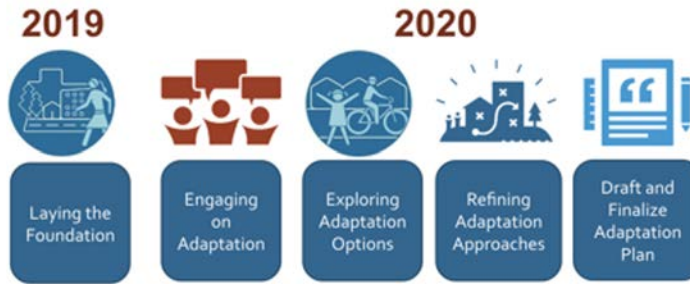 2019
2020
Laying the
Foundation
Engaging
on
Adaptation
Exploring
Adaptation
Options
Refining
Adaptation
Approaches
Draft and
Finalize
Adaptation
Plan